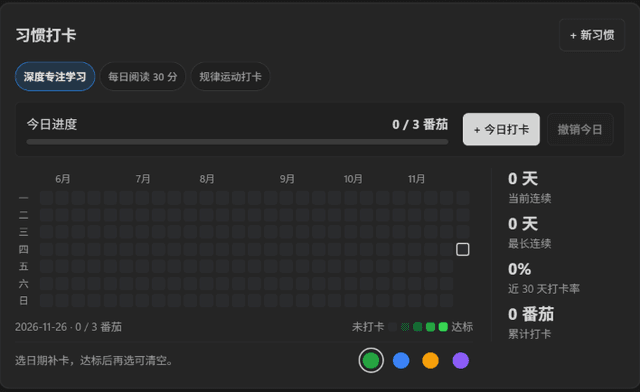 习惯打卡
+ 新习惯
深度专注学习
每日阅读 30 分
规律运动打卡
今日进度
0 / 3 番茄
+ 今日打卡
撤销今日
6月 7月 8月 9月 10月 11月
一
二
三
四
五
六
日
0 天
当前连续
0 天
最长连续
0%
近 30 天打卡率
0 番茄
累计打卡
2026-11-26 · 0 / 3 番茄
未打卡
达标
选日期补卡，达标后再选可清空。